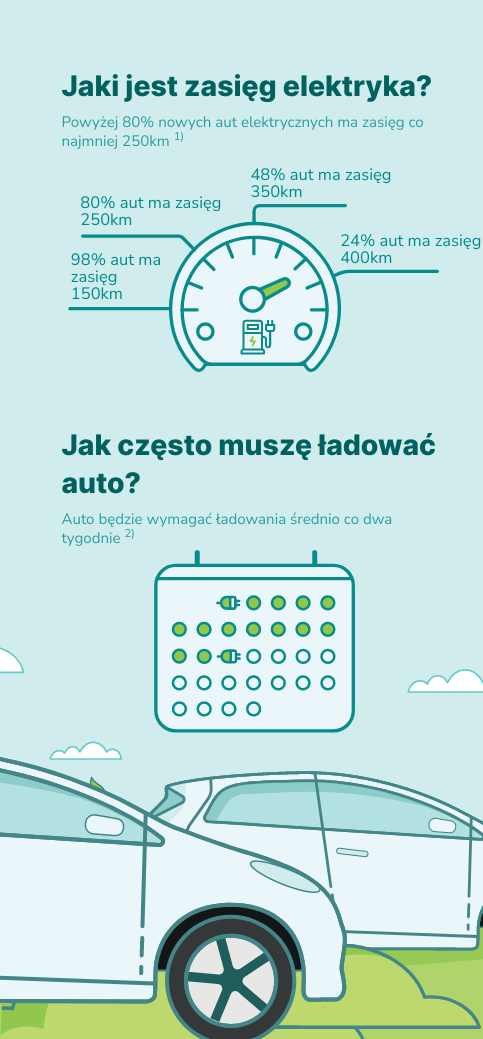 Jaki jest zasięg elektryka?
Powyżej 80% nowych aut elektrycznych ma zasięg co
najmniej 250km 1)
48% aut ma zasięg
350km
80% aut ma zasięg
250km
24% aut ma zasięg
400km
98% aut ma
zasięg
150km
Jak często muszę ładować
auto?
Auto będzie wymagać ładowania średnio co dwa
tygodnie 2)